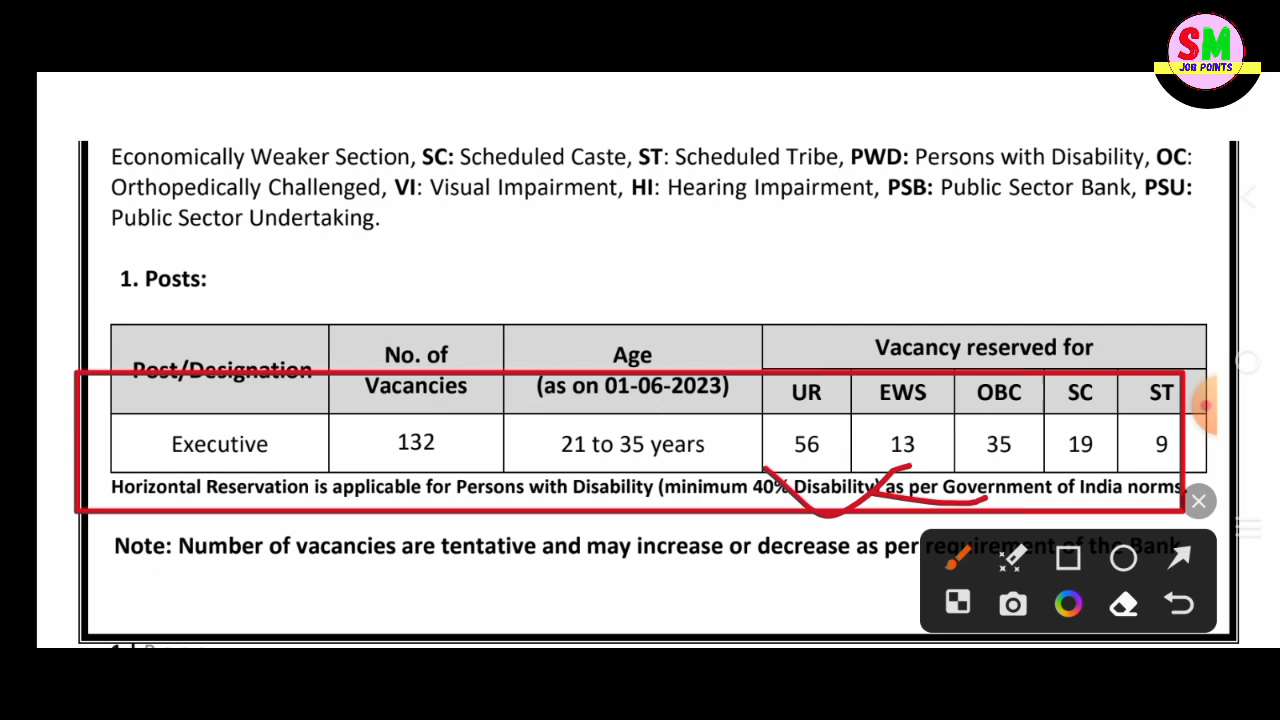 SM
JOB POINTS
Economically Weaker Section, SC: Scheduled Caste, ST: Scheduled Tribe, PWD: Persons with Disability, OC:
Orthopedically Challenged, VI: Visual Impairment, HI: Hearing Impairment, PSB: Public Sector Bank, PSU:
Public Sector Undertaking.
1. Posts:
Post/Designation No. of Vacancies Age (as on 01-06-2023) Vacancy reserved for
UR EWS OBC SC ST
Executive 132 21 to 35 years 56 13 35 19 9
Horizontal Reservation is applicable for Persons with Disability (minimum 40% Disability) as per Government of India norms.
Note: Number of vacancies are tentative and may increase or decrease as per requirement of the Bank